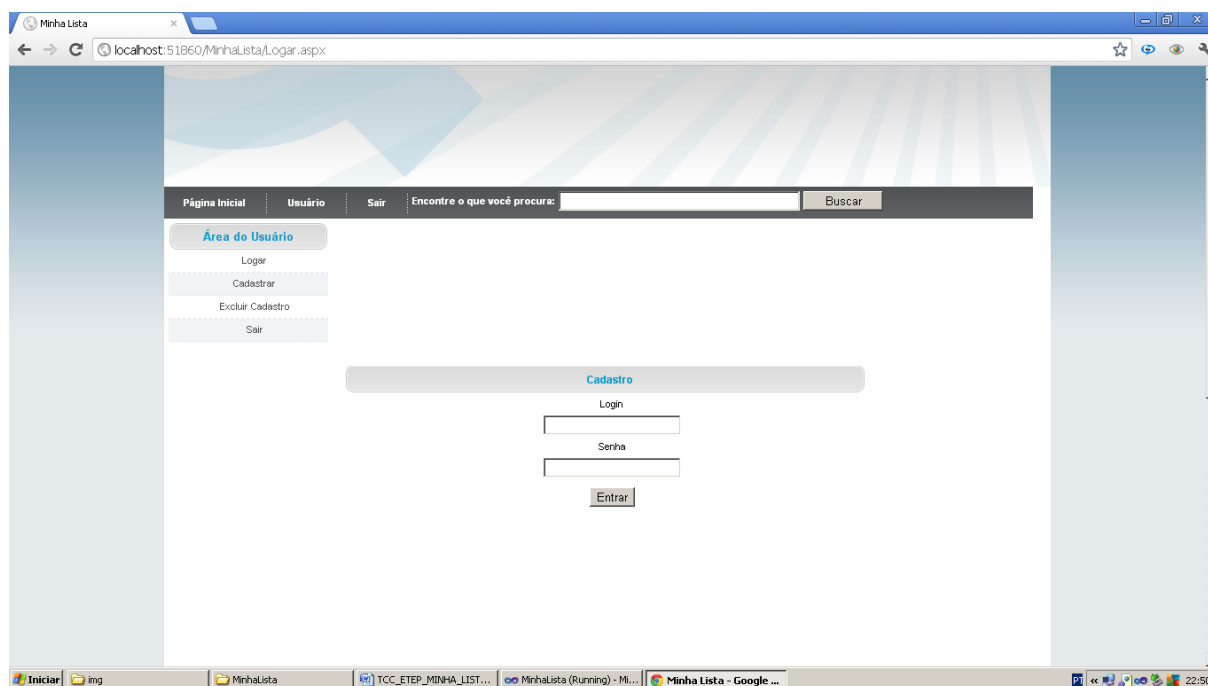 Minha Lista
localhost:51860/MinhaLista/Logar.aspx
Página Inicial Usuário Sair Encontre o que você procura: Buscar
Área do Usuário
Logar
Cadastrar
Excluir Cadastro
Sair
Cadastro
Login
Senha
Entrar
Iniciar img MinhaLista TCC_ETEP_MINHA_LIST... MinhaLista (Running) - Mi... Minha Lista - Google ... PT 22:50